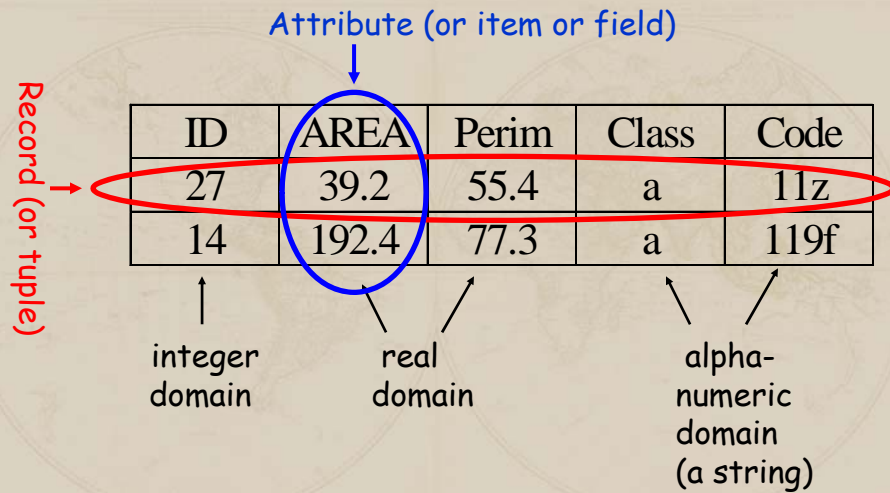 Attribute (or item or field)
Record (or tuple)
ID AREA Perim Class Code
27 39.2 55.4 a 11z
14 192.4 77.3 a 119f
integer
domain
real
domain
alpha-
numeric
domain
(a string)